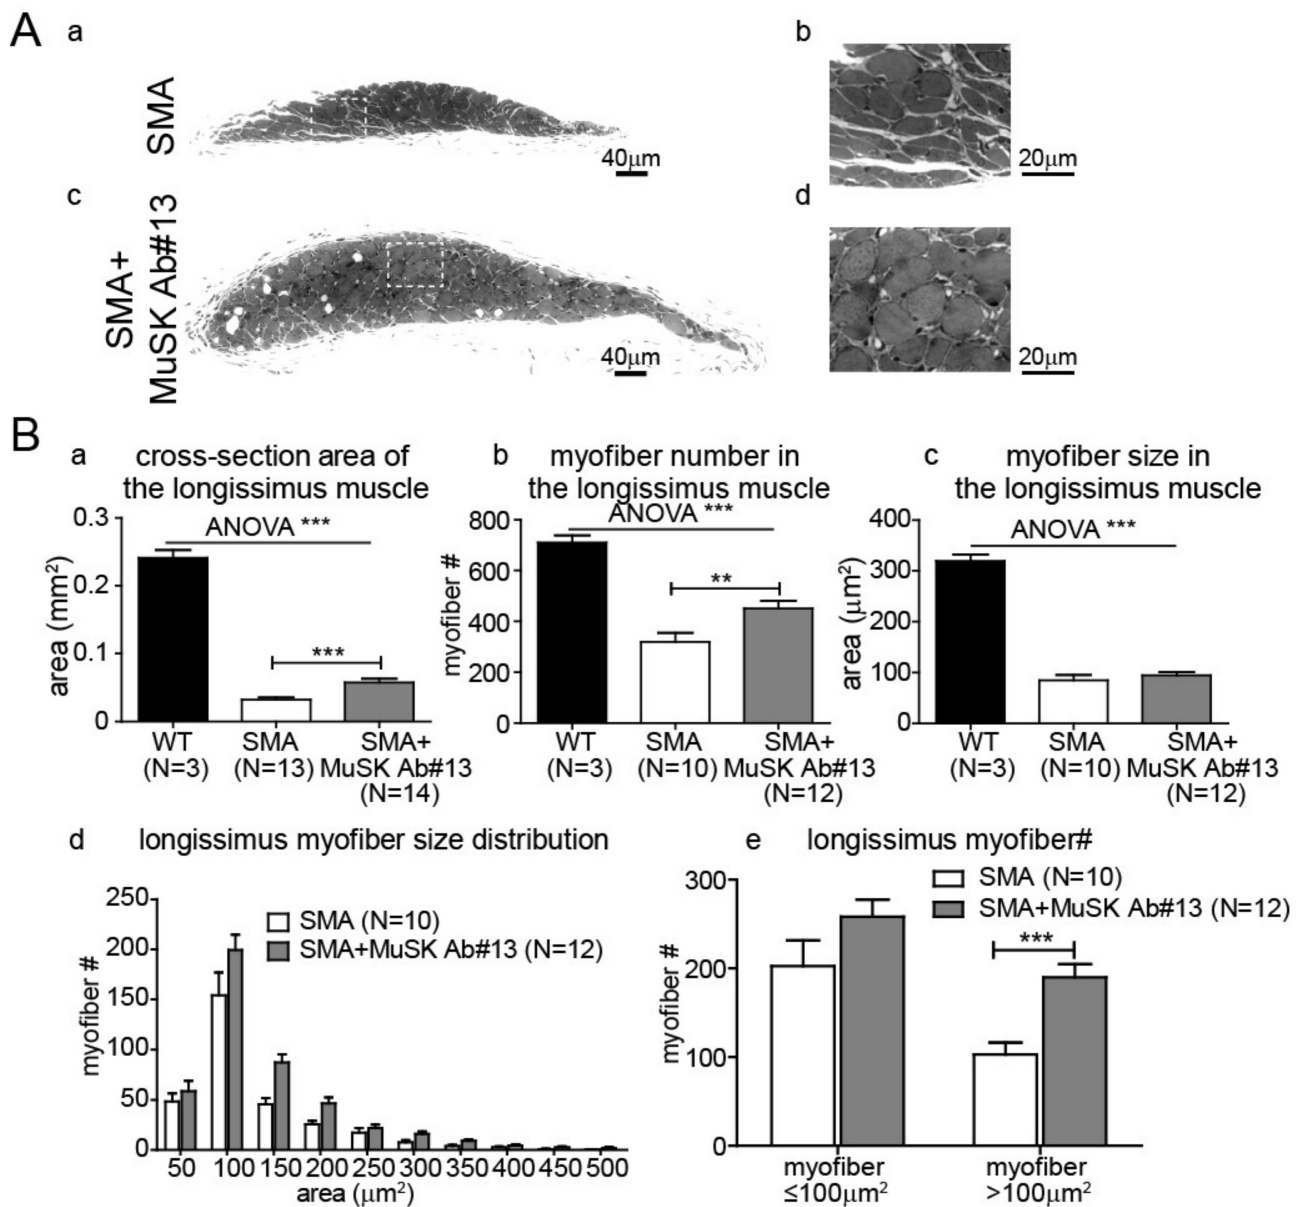 A
a
b
SMA
40μm
20μm
c
d
SMA+
MuSK Ab#13
40μm
20μm
B
a
cross-section area of
the longissimus muscle
0.3
ANOVA ***
0.2
area (mm²)
0.1
***
0
WT
(N=3)
SMA
(N=13)
SMA+
MuSK Ab#13
(N=14)
b
myofiber number in
the longissimus muscle
800
ANOVA ***
600
myofiber #
**
400
200
0
WT
(N=3)
SMA
(N=10)
SMA+
MuSK Ab#13
(N=12)
c
myofiber size in
the longissimus muscle
400
ANOVA ***
300
area (μm²)
200
100
0
WT
(N=3)
SMA
(N=10)
SMA+
MuSK Ab#13
(N=12)
d
longissimus myofiber size distribution
250
SMA (N=10)
200
SMA+MuSK Ab#13 (N=12)
150
myofiber #
100
50
0
50 100 150 200 250 300 350 400 450 500
area (μm²)
e
longissimus myofiber#
300
SMA (N=10)
SMA+MuSK Ab#13 (N=12)
***
200
myofiber #
100
0
myofiber
≤100μm²
myofiber
>100μm²